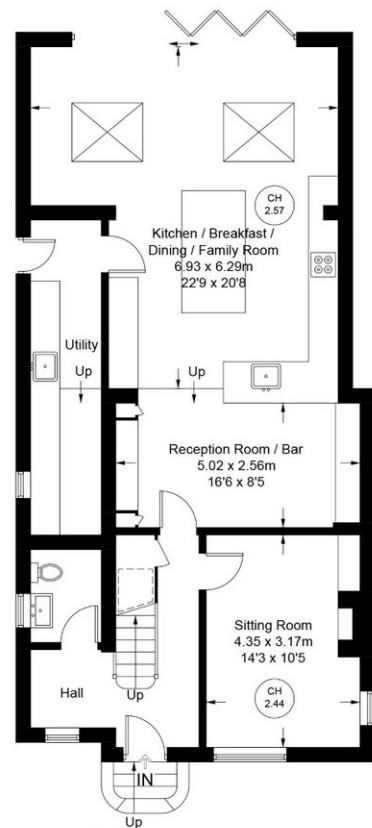 CH
2.57
Kitchen / Breakfast /
Dining / Family Room
6.93 x 6.29m
22'9 x 20'8
Utility
Up
Up
Reception Room / Bar
5.02 x 2.56m
16'6 x 8'5
Sitting Room
4.35 x 3.17m
14'3 x 10'5
CH
2.44
Hall
Up
IN
Up